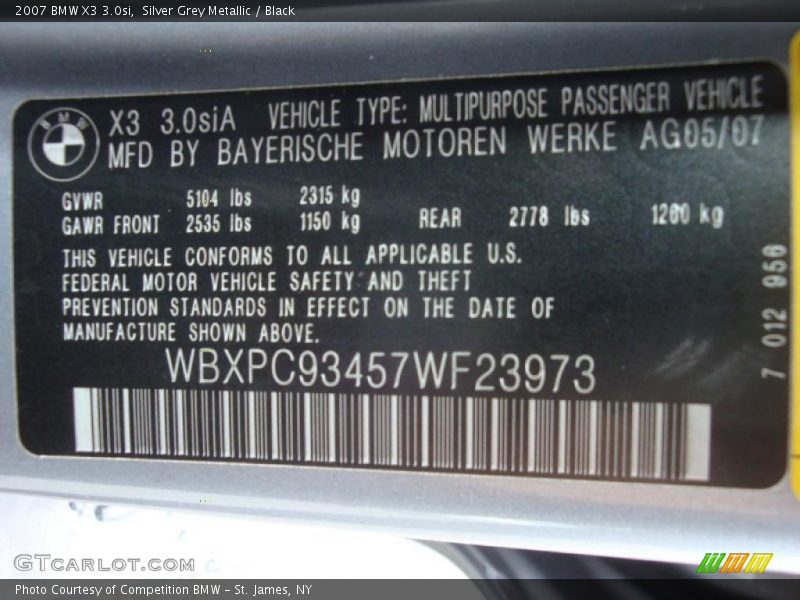 2007 BMW X3 3.0si,  Silver Grey Metallic / Black
BMW
X3  3.0siA  VEHICLE TYPE: MULTIPURPOSE PASSENGER VEHICLE
MFD BY BAYERISCHE MOTOREN WERKE AG05/07
GVWR 5104 lbs 2315 kg
GAWR FRONT 2535 lbs 1150 kg REAR 2778 lbs 1260 kg
THIS VEHICLE CONFORMS TO ALL APPLICABLE U.S.
FEDERAL MOTOR VEHICLE SAFETY AND THEFT
PREVENTION STANDARDS IN EFFECT ON THE DATE OF
MANUFACTURE SHOWN ABOVE.
WBXPC93457WF23973
7 012 956
GTCARLOT.COM
Photo Courtesy of Competition BMW – St. James, NY